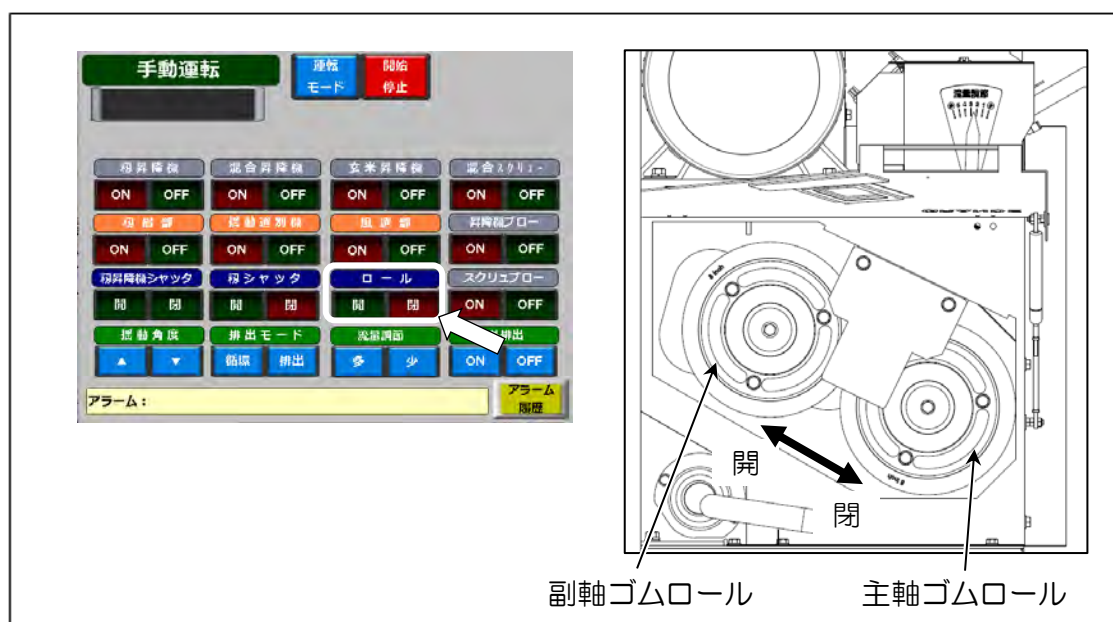 手動運転
運転
モード
開始
停止
籾昇降機 混合昇降機 玄米昇降機 混合スクリュー
ON OFF ON OFF ON OFF ON OFF
揺動選別機 風選部 昇降機ブロー
ON OFF ON OFF ON OFF ON OFF
籾昇降機シャッタ 籾シャッタ ロール スクリュブロー
開 閉 開 閉 開 閉 ON OFF
揺動角度 排出モード 流量調節 排出
▲ ▼ 循環 排出 多 少 ON OFF
アラーム：
アラーム
履歴
流量調節
8 inch
8 inch
開
閉
副軸ゴムロール
主軸ゴムロール